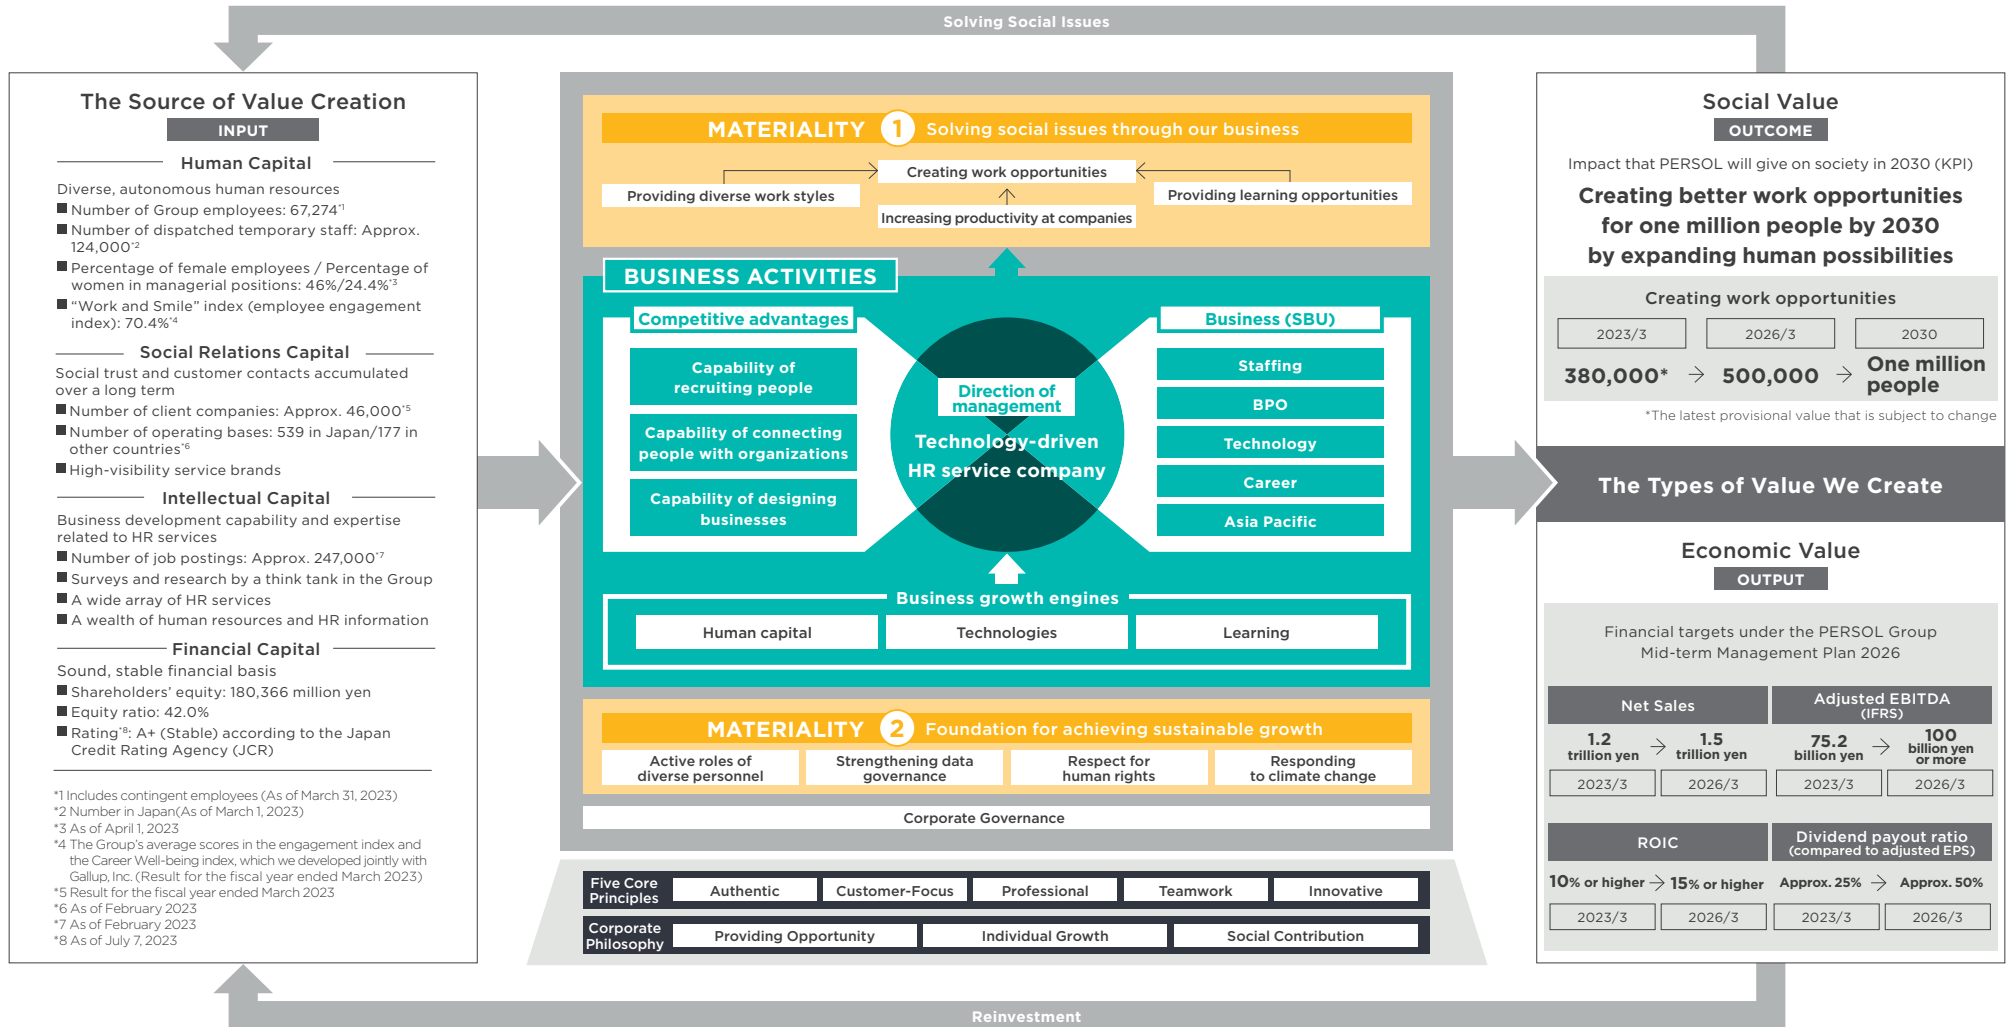 Solving Social Issues
The Source of Value Creation
INPUT
Human Capital
Diverse, autonomous human resources
■ Number of Group employees: 67,274*1
■ Number of dispatched temporary staff: Approx.
124,000*2
■ Percentage of female employees / Percentage of
women in managerial positions: 46%/24.4%*3
■ “Work and Smile” index (employee engagement
index): 70.4%*4
Social Relations Capital
Social trust and customer contacts accumulated
over a long term
■ Number of client companies: Approx. 46,000*5
■ Number of operating bases: 539 in Japan/177 in
other countries*6
■ High-visibility service brands
Intellectual Capital
Business development capability and expertise
related to HR services
■ Number of job postings: Approx. 247,000*7
■ Surveys and research by a think tank in the Group
■ A wide array of HR services
■ A wealth of human resources and HR information
Financial Capital
Sound, stable financial basis
■ Shareholders’ equity: 180,366 million yen
■ Equity ratio: 42.0%
■ Rating*8: A+ (Stable) according to the Japan
Credit Rating Agency (JCR)
*1 Includes contingent employees (As of March 31, 2023)
*2 Number in Japan(As of March 1, 2023)
*3 As of April 1, 2023
*4 The Group’s average scores in the engagement index and
the Career Well-being index, which we developed jointly with
Gallup, Inc. (Result for the fiscal year ended March 2023)
*5 Result for the fiscal year ended March 2023
*6 As of February 2023
*7 As of February 2023
*8 As of July 7, 2023
MATERIALITY 1 Solving social issues through our business
Creating work opportunities
Providing diverse work styles
Providing learning opportunities
Increasing productivity at companies
BUSINESS ACTIVITIES
Competitive advantages
Capability of
recruiting people
Capability of connecting
people with organizations
Capability of designing
businesses
Direction of
management
Technology-driven
HR service company
Business (SBU)
Staffing
BPO
Technology
Career
Asia Pacific
Business growth engines
Human capital
Technologies
Learning
MATERIALITY 2 Foundation for achieving sustainable growth
Active roles of
diverse personnel
Strengthening data
governance
Respect for
human rights
Responding
to climate change
Corporate Governance
Five Core
Principles
Authentic
Customer-Focus
Professional
Teamwork
Innovative
Corporate
Philosophy
Providing Opportunity
Individual Growth
Social Contribution
Social Value
OUTCOME
Impact that PERSOL will give on society in 2030 (KPI)
Creating better work opportunities
for one million people by 2030
by expanding human possibilities
Creating work opportunities
2023/3
2026/3
2030
380,000* → 500,000 → One million
people
*The latest provisional value that is subject to change
The Types of Value We Create
Economic Value
OUTPUT
Financial targets under the PERSOL Group
Mid-term Management Plan 2026
Net Sales
1.2
trillion yen
→
1.5
trillion yen
2023/3
2026/3
Adjusted EBITDA
(IFRS)
75.2
billion yen
→
100
billion yen
or more
2023/3
2026/3
ROIC
10% or higher → 15% or higher
2023/3
2026/3
Dividend payout ratio
(compared to adjusted EPS)
Approx. 25% → Approx. 50%
2023/3
2026/3
Reinvestment